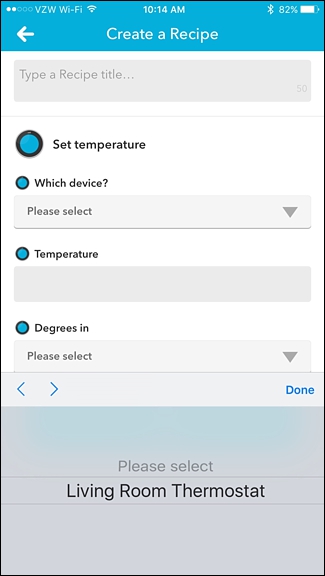 VZW Wi-Fi 10:14 AM 82%
Create a Recipe
Type a Recipe title...
50
Set temperature
Which device?
Please select
Temperature
Degrees in
Please select
Done
Please select
Living Room Thermostat